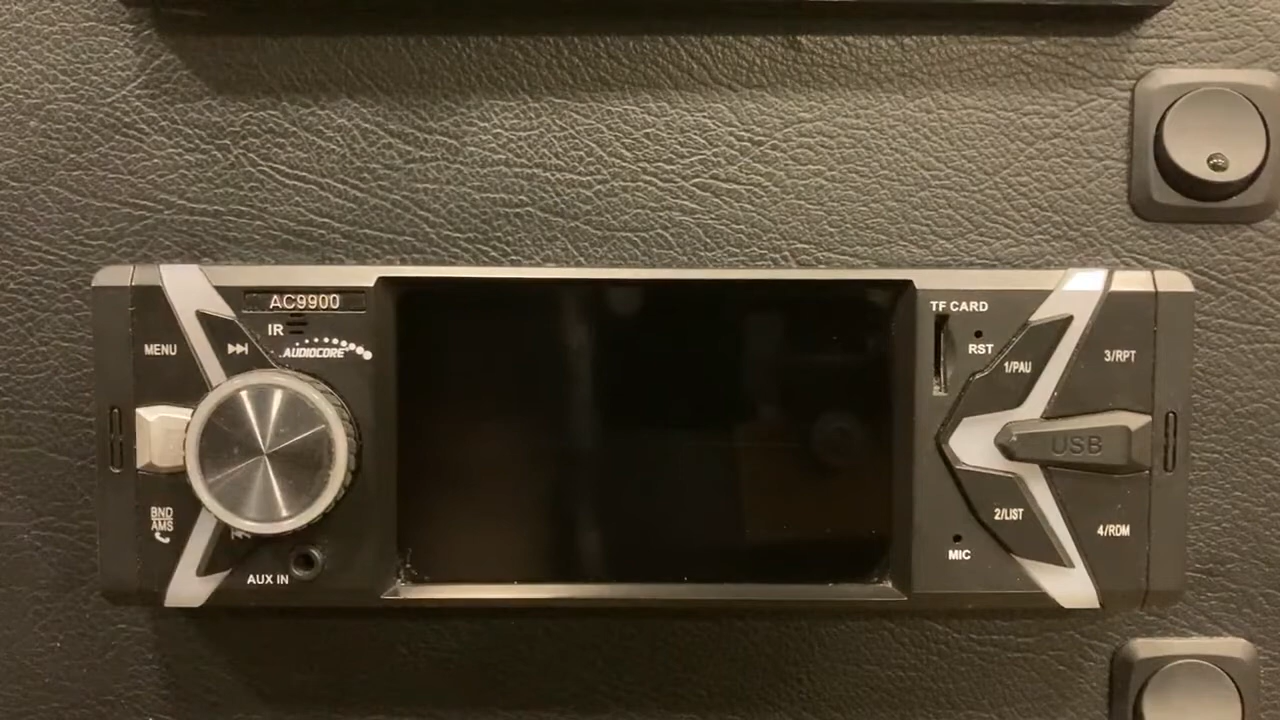 AC9900
IR
AUDIOCORE
MENU
BND
AMS
AUX IN
TF CARD
RST
1/PAU
3/RPT
USB
2/LIST
4/RDM
MIC